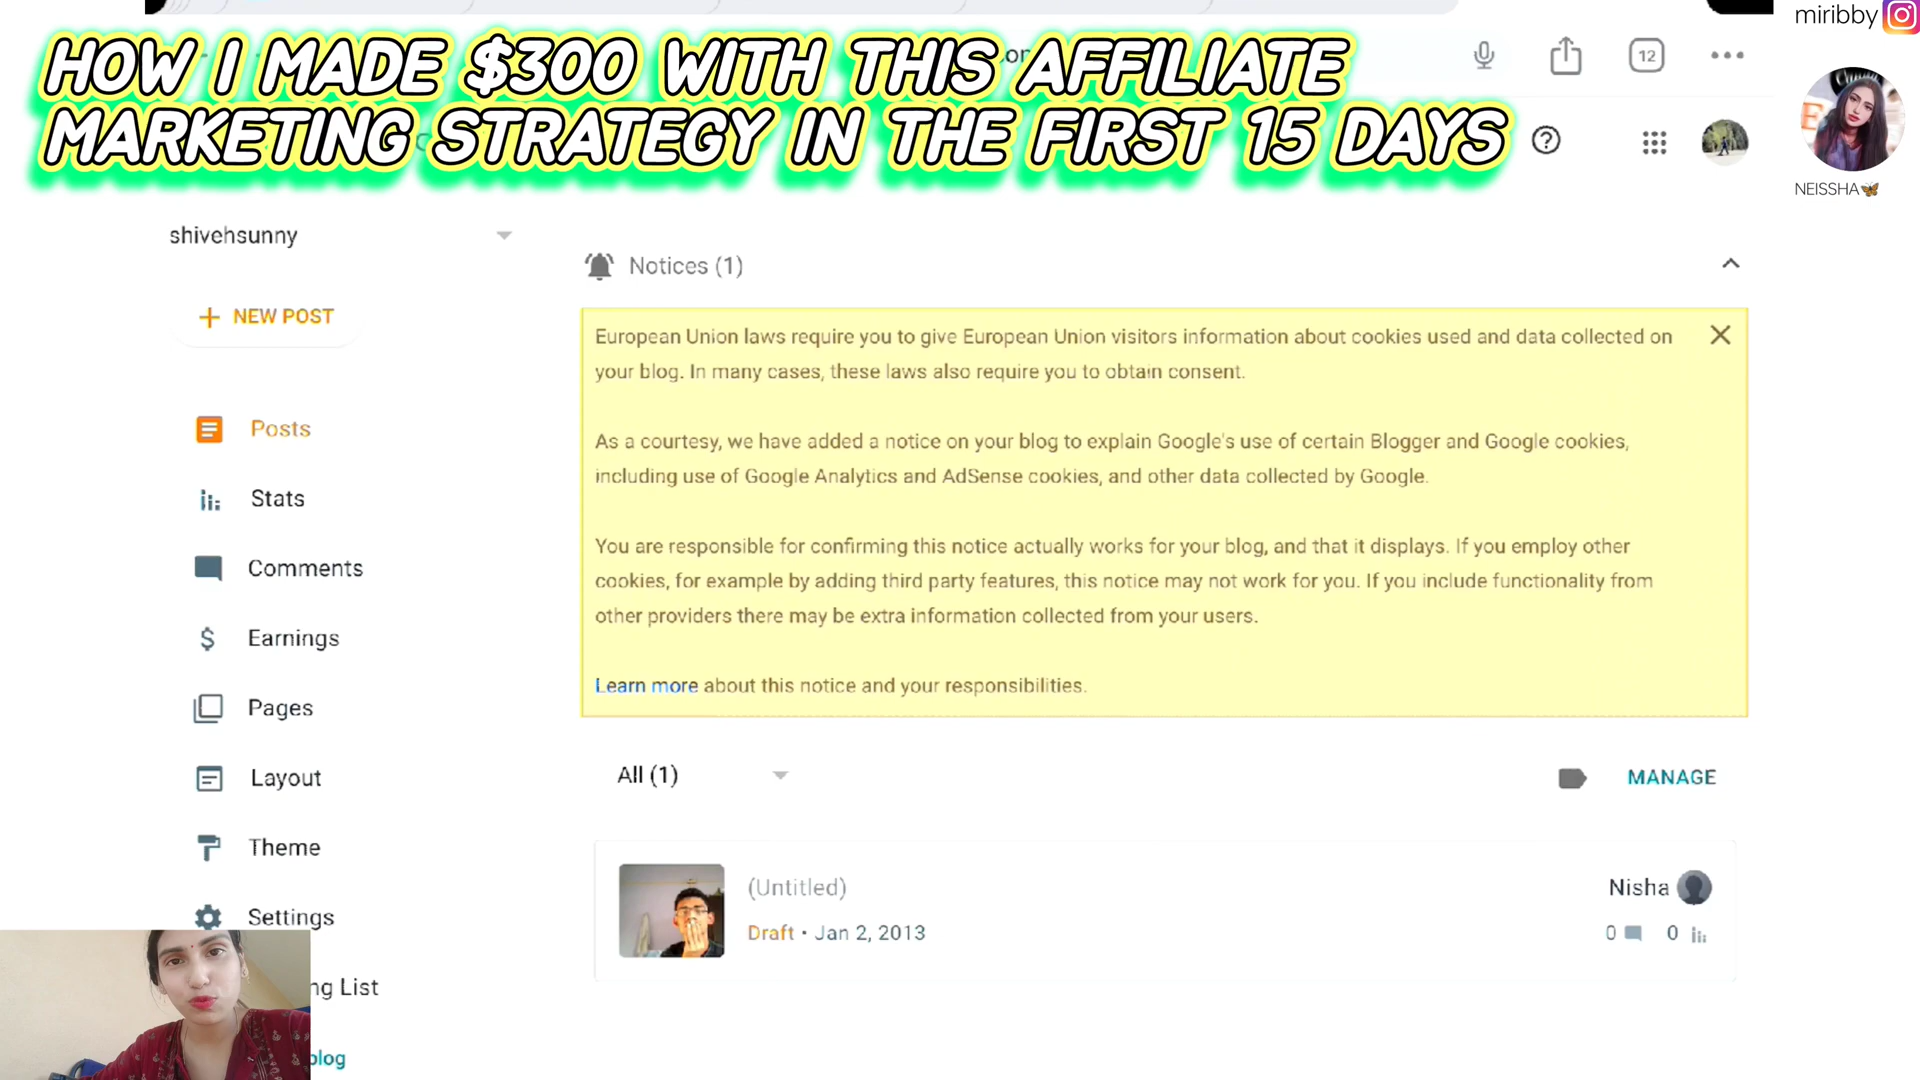 miribby
HOW I MADE $300 WITH THIS AFFILIATE
MARKETING STRATEGY IN THE FIRST 15 DAYS
12
NEISSHA🦋
shivehsunny
Notices (1)
+ NEW POST
European Union laws require you to give European Union visitors information about cookies used and data collected on
your blog. In many cases, these laws also require you to obtain consent.
As a courtesy, we have added a notice on your blog to explain Google's use of certain Blogger and Google cookies,
including use of Google Analytics and AdSense cookies, and other data collected by Google.
You are responsible for confirming this notice actually works for your blog, and that it displays. If you employ other
cookies, for example by adding third party features, this notice may not work for you. If you include functionality from
other providers there may be extra information collected from your users.
Learn more about this notice and your responsibilities.
Posts
Stats
Comments
Earnings
Pages
Layout
Theme
Settings
ng List
blog
All (1)
MANAGE
(Untitled)
Nisha
Draft • Jan 2, 2013
0 0